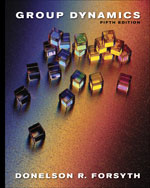 GROUP DYNAMICS
FIFTH EDITION
DONELSON R. FORSYTH